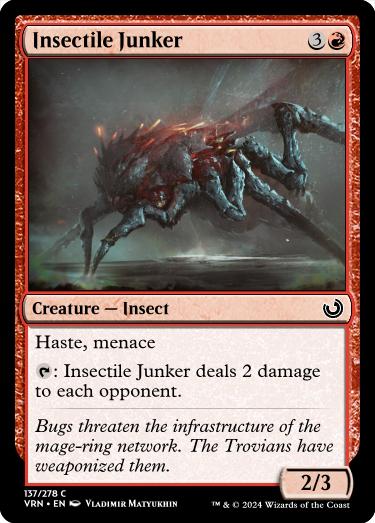 Insectile Junker 3
Creature — Insect
Haste, menace
: Insectile Junker deals 2 damage
to each opponent.
Bugs threaten the infrastructure of the
mage-ring network. The Trovians have
weaponized them.
2/3
137/278 C
VRN • EN Vladimir Matyukhin
™ & © 2024 Wizards of the Coast